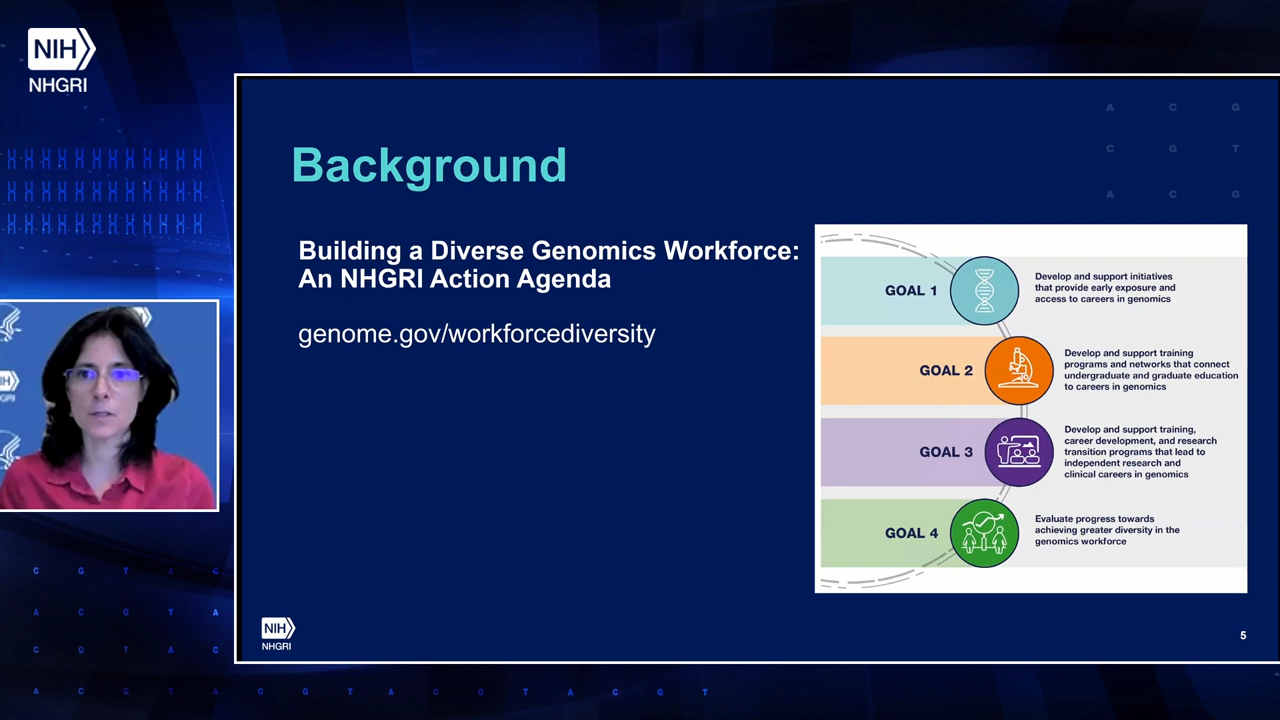 NIH
NHGRI
A C G
C G T
A C G
Background
Building a Diverse Genomics Workforce:
An NHGRI Action Agenda
genome.gov/workforcediversity
GOAL 1
Develop and support initiatives
that provide early exposure and
access to careers in genomics
GOAL 2
Develop and support training
programs and networks that connect
undergraduate and graduate education
to careers in genomics
GOAL 3
Develop and support training,
career development, and research
transition programs that lead to
independent research and
clinical careers in genomics
GOAL 4
Evaluate progress towards
achieving greater diversity in the
genomics workforce
NIH
NHGRI
5
C G T A C
A C G T A
C G T A C
A C G T A C G T A C G T A C G T